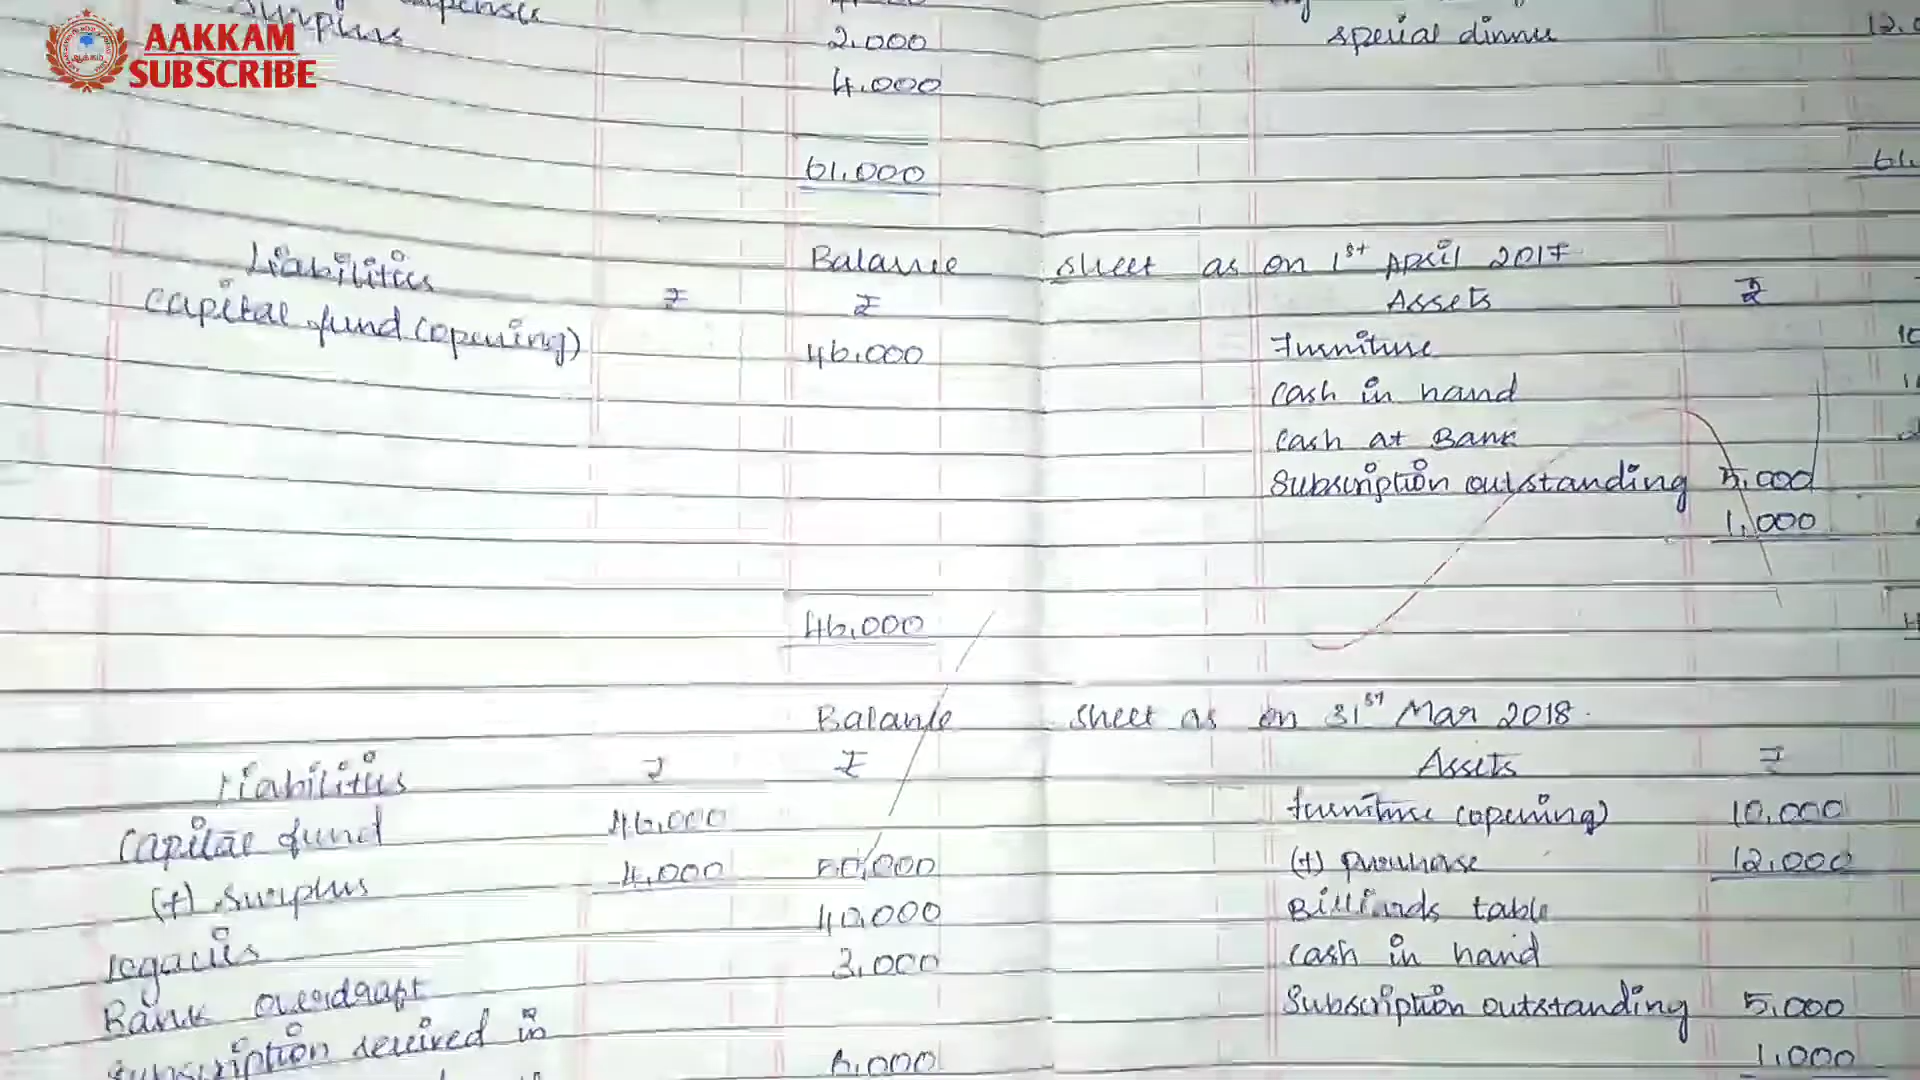 AAKKAM
SUBSCRIBE
surplus
2,000
special dinner
4,000
61,000
Balance sheet as on 1st April 2017
Liabilities ₹ ₹ Assets ₹
Capital fund (opening) 46,000 Furniture
Cash in hand
Cash at Bank
Subscription outstanding 5,000
1,000
46,000
Balance sheet as on 31st Mar 2018.
Liabilities ₹ ₹ Assets ₹
Capital fund 46,000 Furniture (opening) 10,000
(+) Surplus 4,000 50,000 (+) purchase 12,000
Legacies 40,000 Billiards table
Bank overdraft 3,000 Cash in hand
Subscription received in Subscription outstanding 5,000
1,000